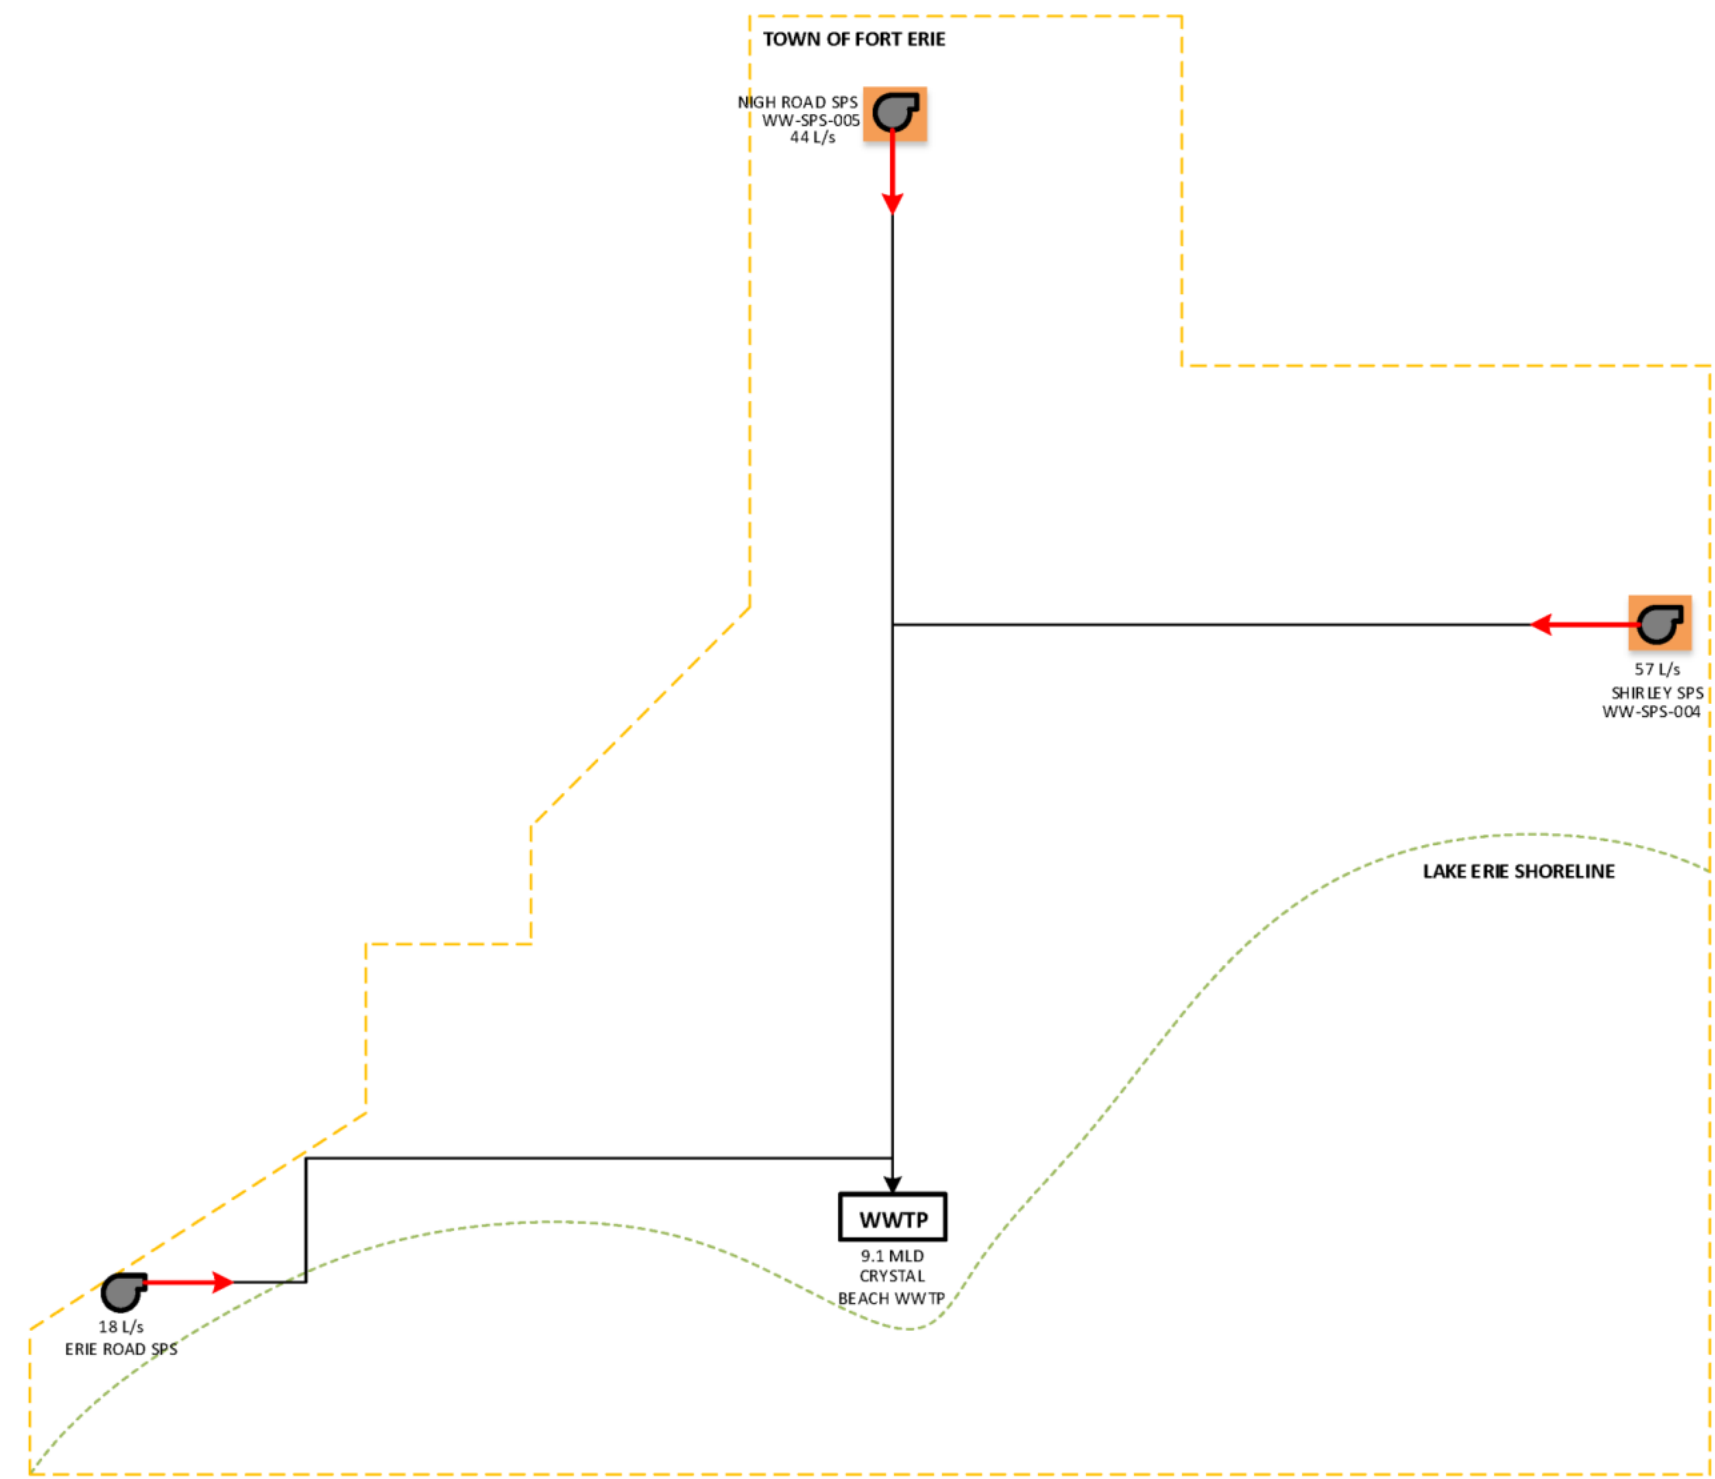 TOWN OF FORT ERIE
NIGH ROAD SPS
WW-SPS-005
44 L/s
57 L/s
SHIRLEY SPS
WW-SPS-004
LAKE ERIE SHORELINE
WWTP
9.1 MLD
CRYSTAL
BEACH WWTP
18 L/s
ERIE ROAD SPS